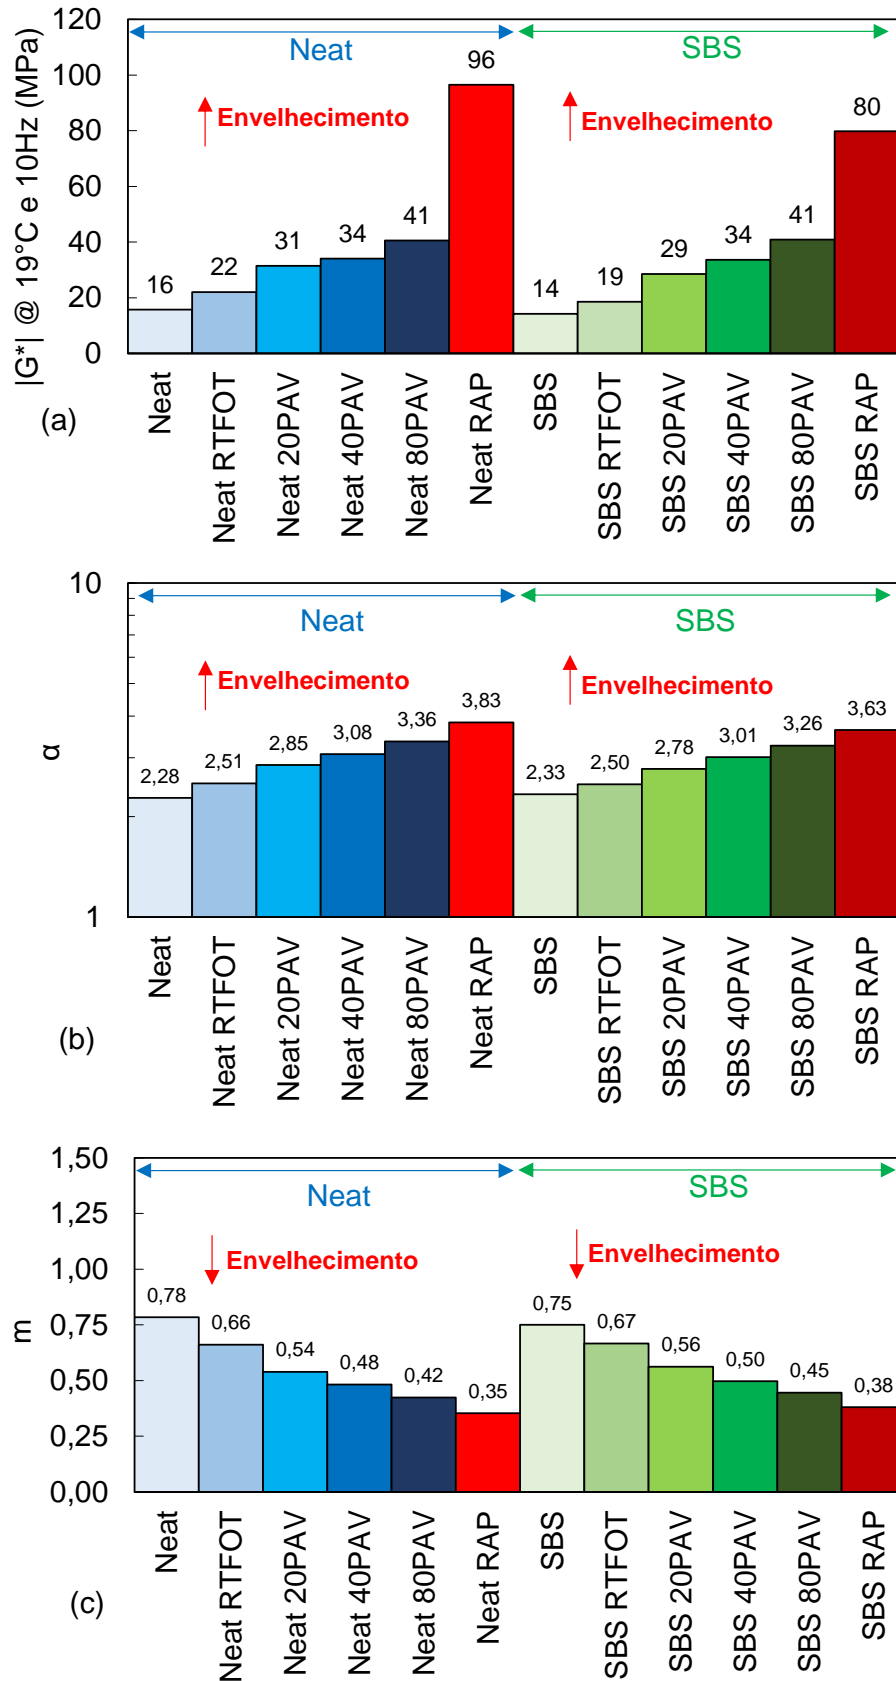 120
100
80
60
40
20
0
|G*| @ 19°C e 10Hz (MPa)
Neat
SBS
Envelhecimento
Envelhecimento
16
22
31
34
41
96
14
19
29
34
41
80
Neat
Neat RTFOT
Neat 20PAV
Neat 40PAV
Neat 80PAV
Neat RAP
SBS
SBS RTFOT
SBS 20PAV
SBS 40PAV
SBS 80PAV
SBS RAP
(a)
10
1
α
Neat
SBS
Envelhecimento
Envelhecimento
2,28
2,51
2,85
3,08
3,36
3,83
2,33
2,50
2,78
3,01
3,26
3,63
Neat
Neat RTFOT
Neat 20PAV
Neat 40PAV
Neat 80PAV
Neat RAP
SBS
SBS RTFOT
SBS 20PAV
SBS 40PAV
SBS 80PAV
SBS RAP
(b)
1,50
1,25
1,00
0,75
0,50
0,25
0,00
m
Neat
SBS
Envelhecimento
Envelhecimento
0,78
0,66
0,54
0,48
0,42
0,35
0,75
0,67
0,56
0,50
0,45
0,38
Neat
Neat RTFOT
Neat 20PAV
Neat 40PAV
Neat 80PAV
Neat RAP
SBS
SBS RTFOT
SBS 20PAV
SBS 40PAV
SBS 80PAV
SBS RAP
(c)